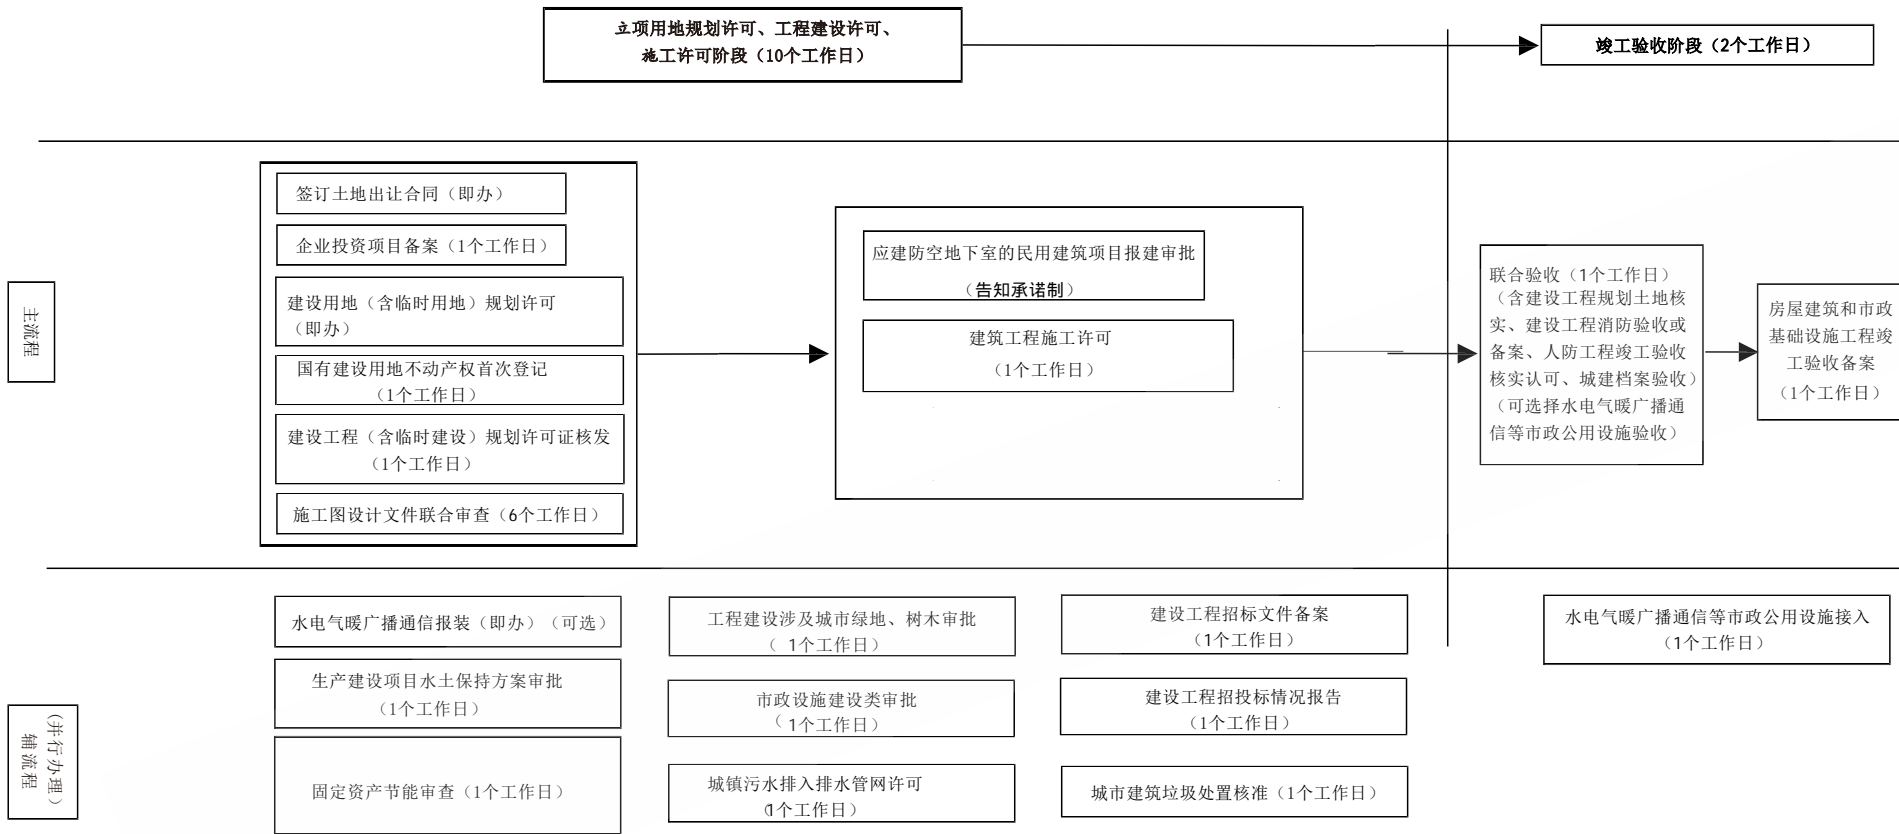 立项用地规划许可、工程建设许可、
施工许可阶段（10个工作日）
竣工验收阶段（2个工作日）
主流程
签订土地出让合同（即办）
企业投资项目备案（1个工作日）
建设用地（含临时用地）规划许可
（即办）
国有建设用地不动产权首次登记
（1个工作日）
建设工程（含临时建设）规划许可证核发
（1个工作日）
施工图设计文件联合审查（6个工作日）
应建防空地下室的民用建筑项目报建审批
（告知承诺制）
建筑工程施工许可
（1个工作日）
联合验收（1个工作日）
（含建设工程规划土地核
实、建设工程消防验收或
备案、人防工程竣工验收
核实认可、城建档案验收）
（可选择水电气暖广播通
信等市政公用设施验收）
房屋建筑和市政
基础设施工程竣
工验收备案
（1个工作日）
（并行办理）
辅流程
水电气暖广播通信报装（即办）（可选）
生产建设项目水土保持方案审批
（1个工作日）
固定资产节能审查（1个工作日）
工程建设涉及城市绿地、树木审批
（ 1个工作日）
市政设施建设类审批
（ 1个工作日）
城镇污水排入排水管网许可
（1个工作日）
建设工程招标文件备案
（1个工作日）
建设工程招投标情况报告
（1个工作日）
城市建筑垃圾处置核准（1个工作日）
水电气暖广播通信等市政公用设施接入
（1个工作日）